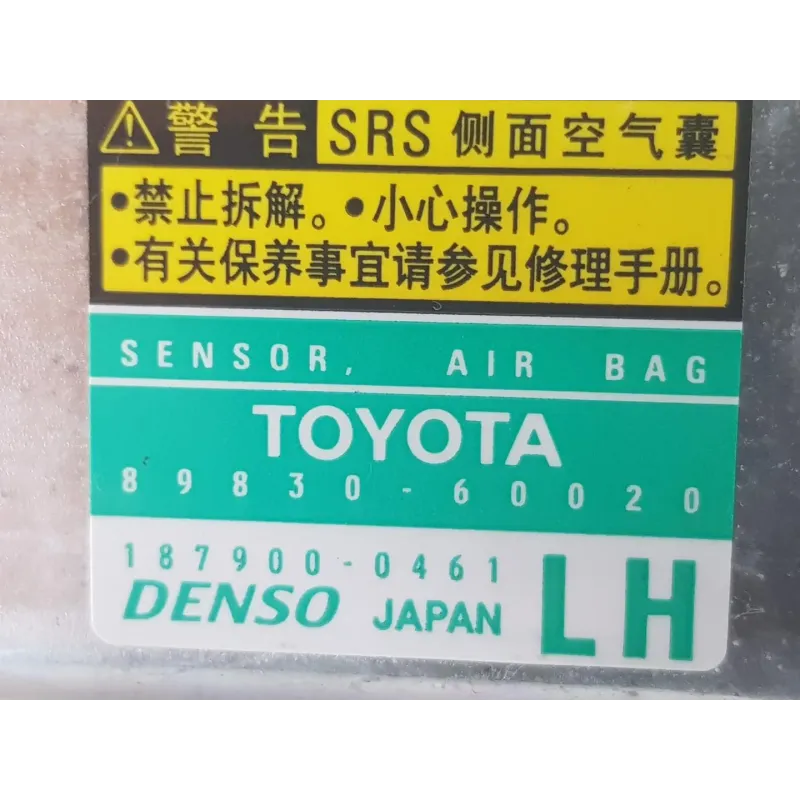 警告 SRS 侧面空气囊
•禁止拆解。•小心操作。
•有关保养事宜请参见修理手册。
SENSOR, AIR BAG
TOYOTA
89830-60020
187900-0461
DENSO JAPAN LH